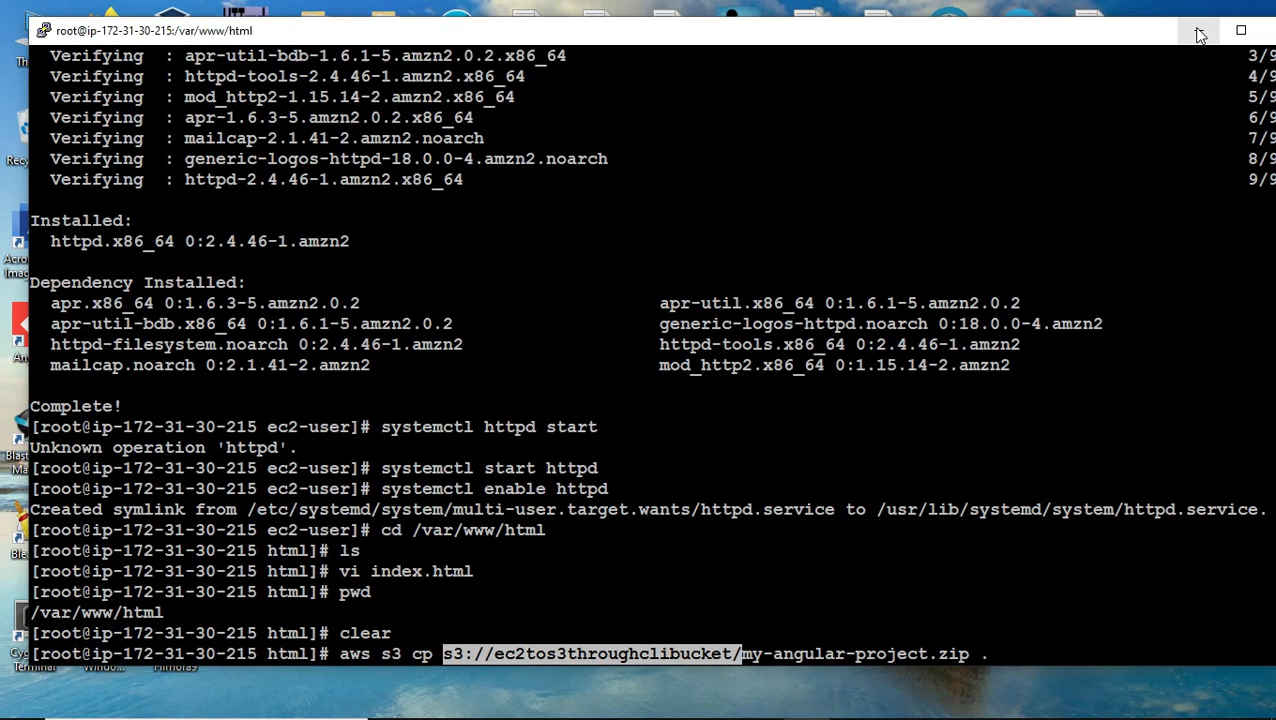 root@ip-172-31-30-215:/var/www/html
Verifying  : apr-util-bdb-1.6.1-5.amzn2.0.2.x86_64 3/9
Verifying  : httpd-tools-2.4.46-1.amzn2.x86_64 4/9
Verifying  : mod_http2-1.15.14-2.amzn2.x86_64 5/9
Verifying  : apr-1.6.3-5.amzn2.0.2.x86_64 6/9
Verifying  : mailcap-2.1.41-2.amzn2.noarch 7/9
Verifying  : generic-logos-httpd-18.0.0-4.amzn2.noarch 8/9
Verifying  : httpd-2.4.46-1.amzn2.x86_64 9/9
Installed:
httpd.x86_64 0:2.4.46-1.amzn2
Dependency Installed:
apr.x86_64 0:1.6.3-5.amzn2.0.2 apr-util.x86_64 0:1.6.1-5.amzn2.0.2
apr-util-bdb.x86_64 0:1.6.1-5.amzn2.0.2 generic-logos-httpd.noarch 0:18.0.0-4.amzn2
httpd-filesystem.noarch 0:2.4.46-1.amzn2 httpd-tools.x86_64 0:2.4.46-1.amzn2
mailcap.noarch 0:2.1.41-2.amzn2 mod_http2.x86_64 0:1.15.14-2.amzn2
Complete!
[root@ip-172-31-30-215 ec2-user]# systemctl httpd start
Unknown operation 'httpd'.
[root@ip-172-31-30-215 ec2-user]# systemctl start httpd
[root@ip-172-31-30-215 ec2-user]# systemctl enable httpd
Created symlink from /etc/systemd/system/multi-user.target.wants/httpd.service to /usr/lib/systemd/system/httpd.service.
[root@ip-172-31-30-215 ec2-user]# cd /var/www/html
[root@ip-172-31-30-215 html]# ls
[root@ip-172-31-30-215 html]# vi index.html
[root@ip-172-31-30-215 html]# pwd
/var/www/html
[root@ip-172-31-30-215 html]# clear
[root@ip-172-31-30-215 html]# aws s3 cp s3://ec2tos3throughclibucket/my-angular-project.zip .
Terminal